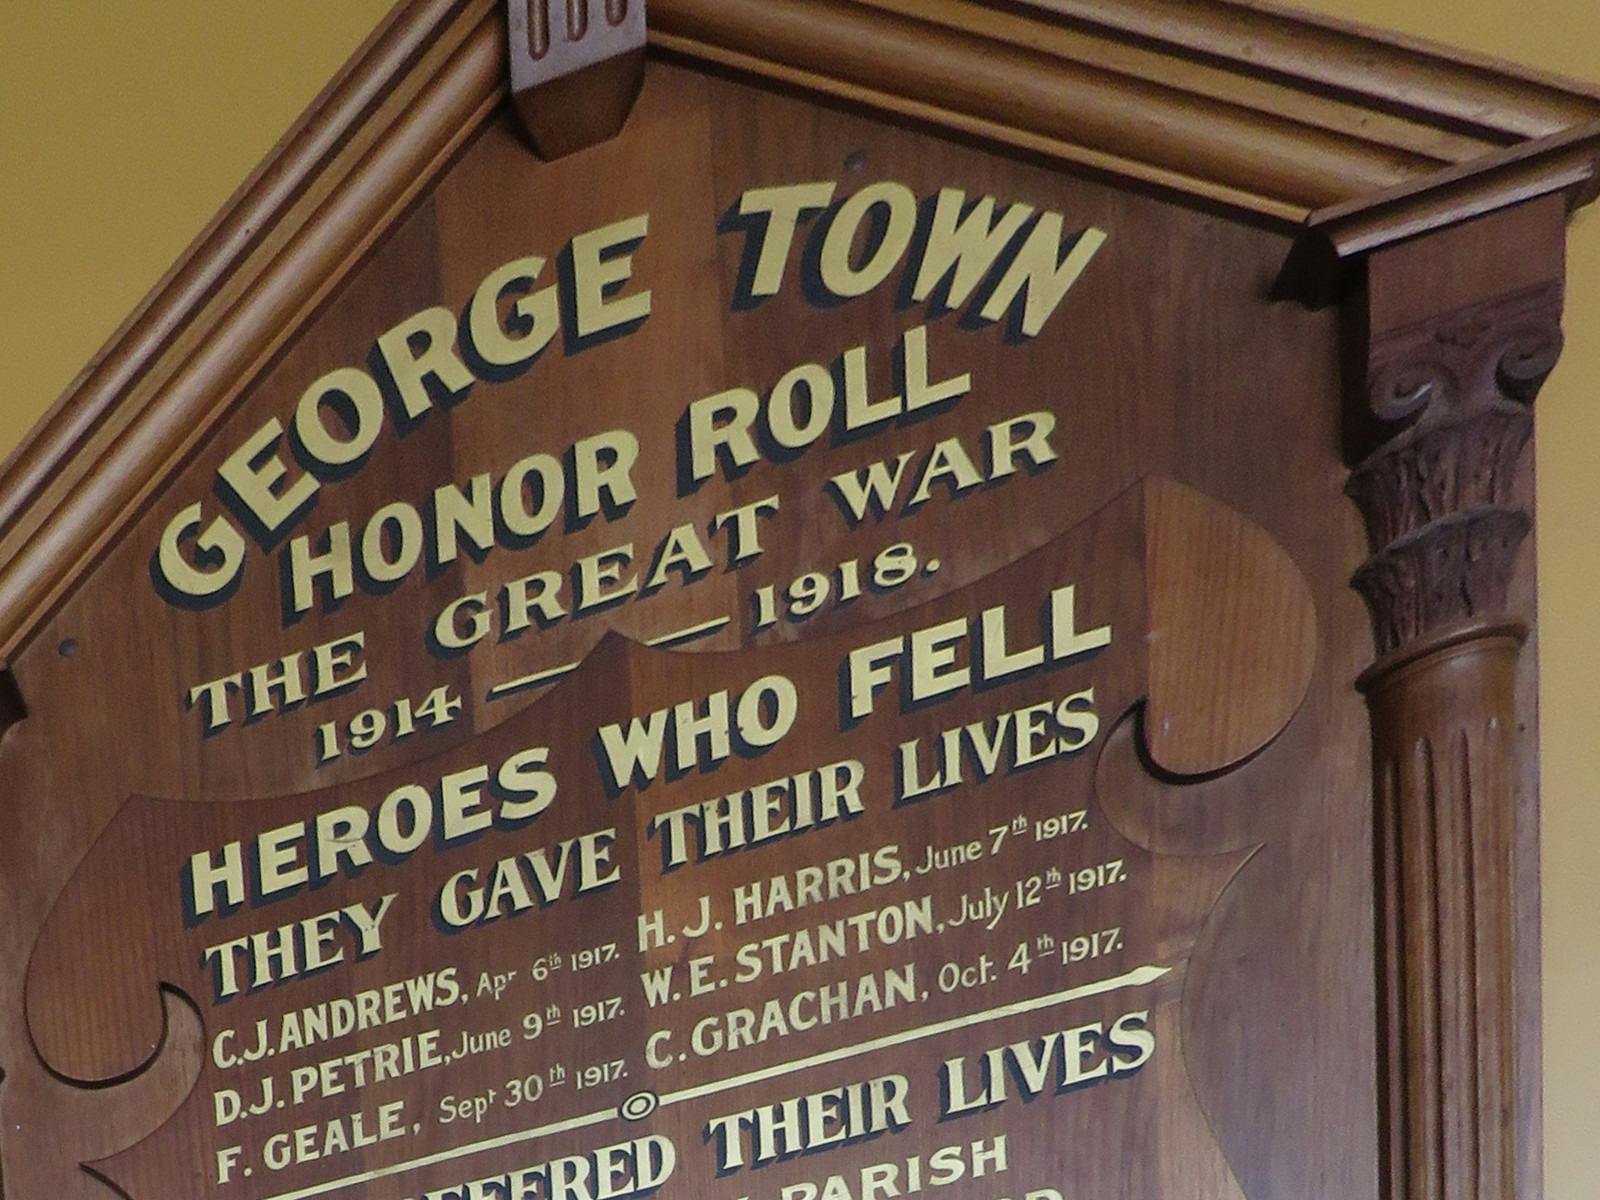 GEORGE TOWN
HONOR ROLL
THE GREAT WAR
1914 — 1918.
HEROES WHO FELL
THEY GAVE THEIR LIVES
C.J. ANDREWS, Apr 6th 1917. H. J. HARRIS, June 7th 1917.
D.J. PETRIE, June 9th 1917. W. E. STANTON, July 12th 1917.
F. GEALE, Sept 30th 1917. C. GRACHAN, Oct. 4th 1917.
THEIR LIVES
PARISH